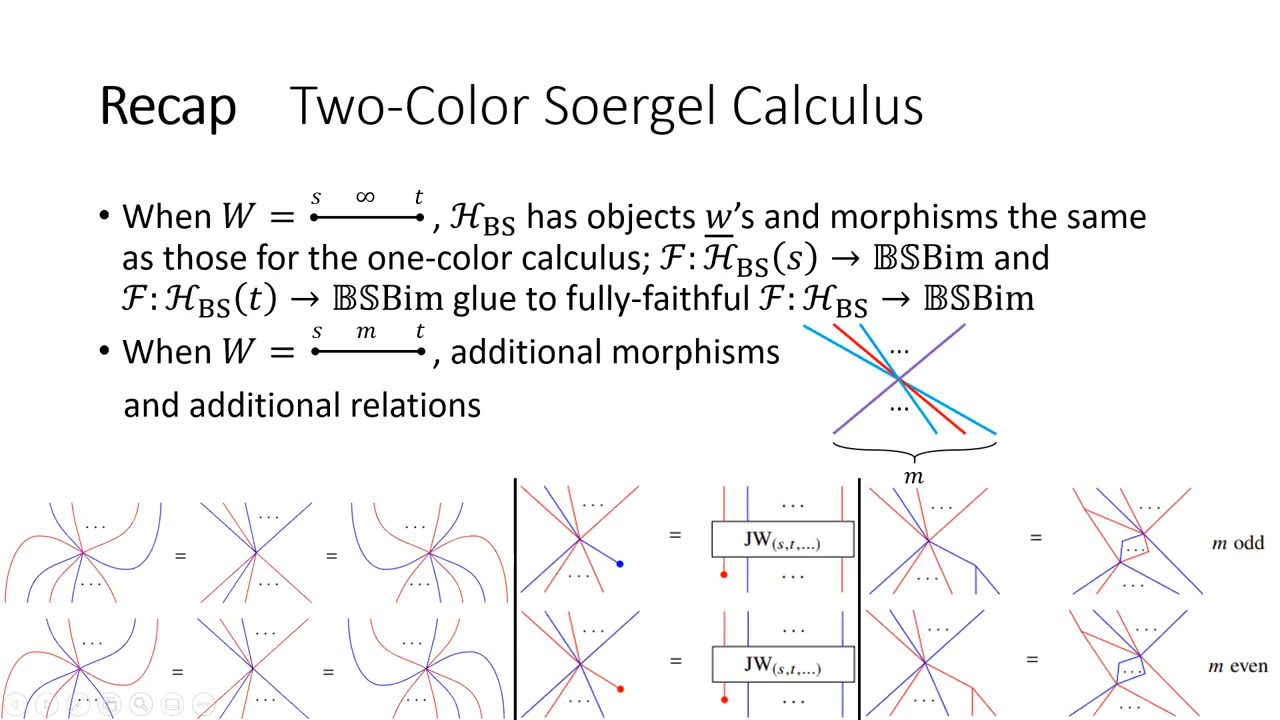 Recap Two-Color Soergel Calculus
s ∞ t
• When W = , ℋ_BS has objects w̲’s and morphisms the same
as those for the one-color calculus; ℱ: ℋ_BS(s) → 𝔹𝕊Bim and
ℱ: ℋ_BS(t) → 𝔹𝕊Bim glue to fully-faithful ℱ: ℋ_BS → 𝔹𝕊Bim
s m t
• When W = , additional morphisms
and additional relations
...
...
m
... = ... = ...
... ... ...
... = ... JW_(s,t,...) ...
... = ... m odd
... = ... = ...
... ... ...
... = ... JW_(s,t,...) ...
... = ... m even